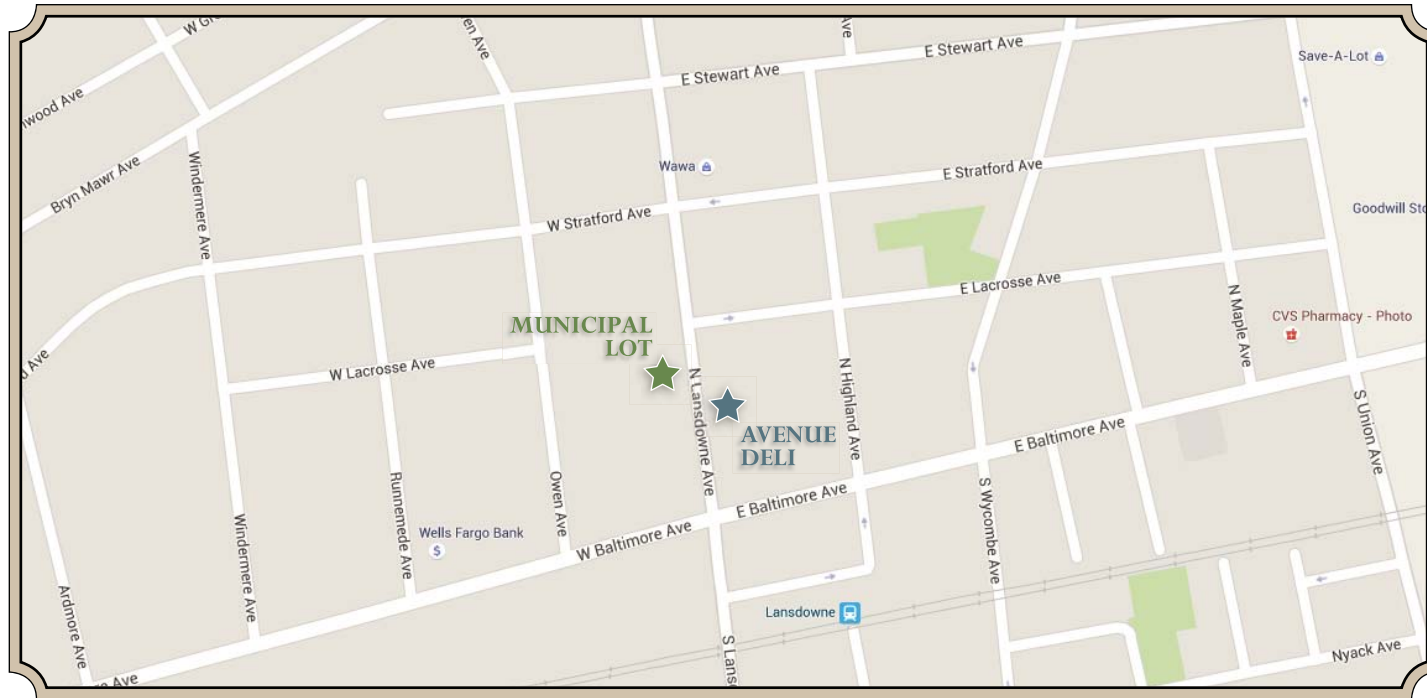 W Gr
en Ave
Ave
E Stewart Ave
E Stewart Ave
Save-A-Lot
wood Ave
Bryn Mawr Ave
Windermere Ave
Wawa
E Stratford Ave
W Stratford Ave
Goodwill Sto
E Lacrosse Ave
N Maple Ave
CVS Pharmacy - Photo
MUNICIPAL
LOT
W Lacrosse Ave
d Ave
N Lansdowne Ave
N Highland Ave
AVENUE
DELI
S Union Ave
E Baltimore Ave
E Baltimore Ave
Runnemede Ave
Owen Ave
Wells Fargo Bank
$
W Baltimore Ave
Windermere Ave
S Wycombe Ave
Ardmore Ave
Lansdowne
S Lans
Nyack Ave
Ave